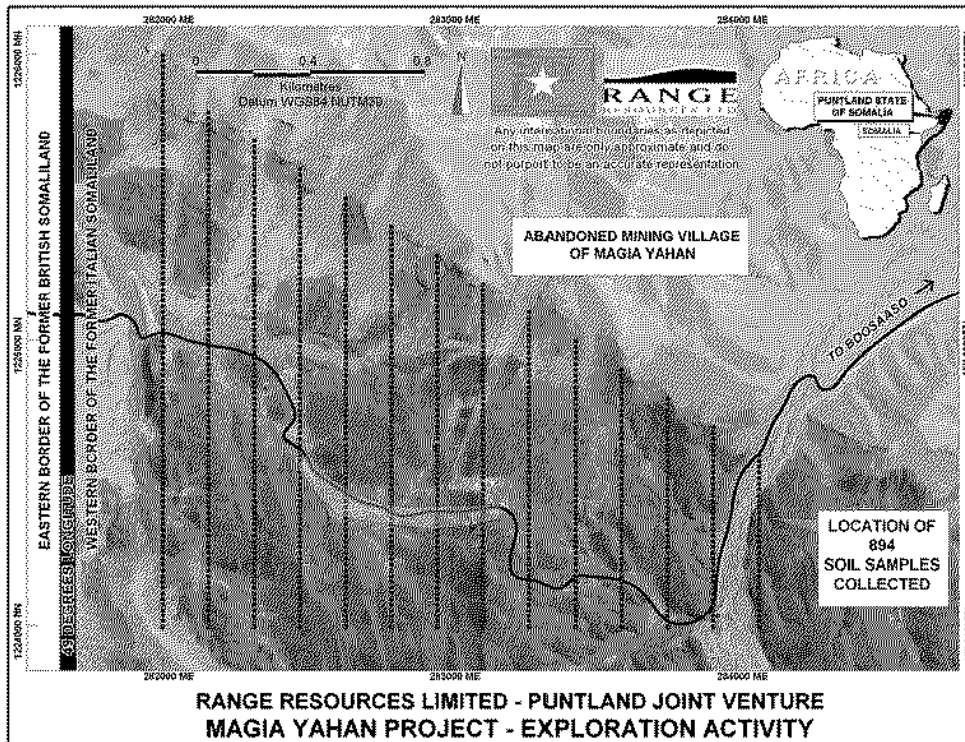 282000 ME
283000 ME
284000 ME
0 0.4 0.8
Kilometres
Datum WGS84 NUTM39
N
RANGE
RESOURCES LTD
Any international boundaries as depicted
on this map are only approximate and do
not purport to be an accurate representation
AFRICA
PUNTLAND STATE
OF SOMALIA
SOMALIA
ABANDONED MINING VILLAGE
OF MAGIA YAHAN
TO BOOSAASO
1226000 MN
1225000 MN
1224000 MN
EASTERN BORDER OF THE FORMER BRITISH SOMALILAND
49 DEGREES LONGITUDE
WESTERN BORDER OF THE FORMER ITALIAN SOMALILAND
LOCATION OF
894
SOIL SAMPLES
COLLECTED
282000 ME
283000 ME
284000 ME
RANGE RESOURCES LIMITED - PUNTLAND JOINT VENTURE
MAGIA YAHAN PROJECT - EXPLORATION ACTIVITY